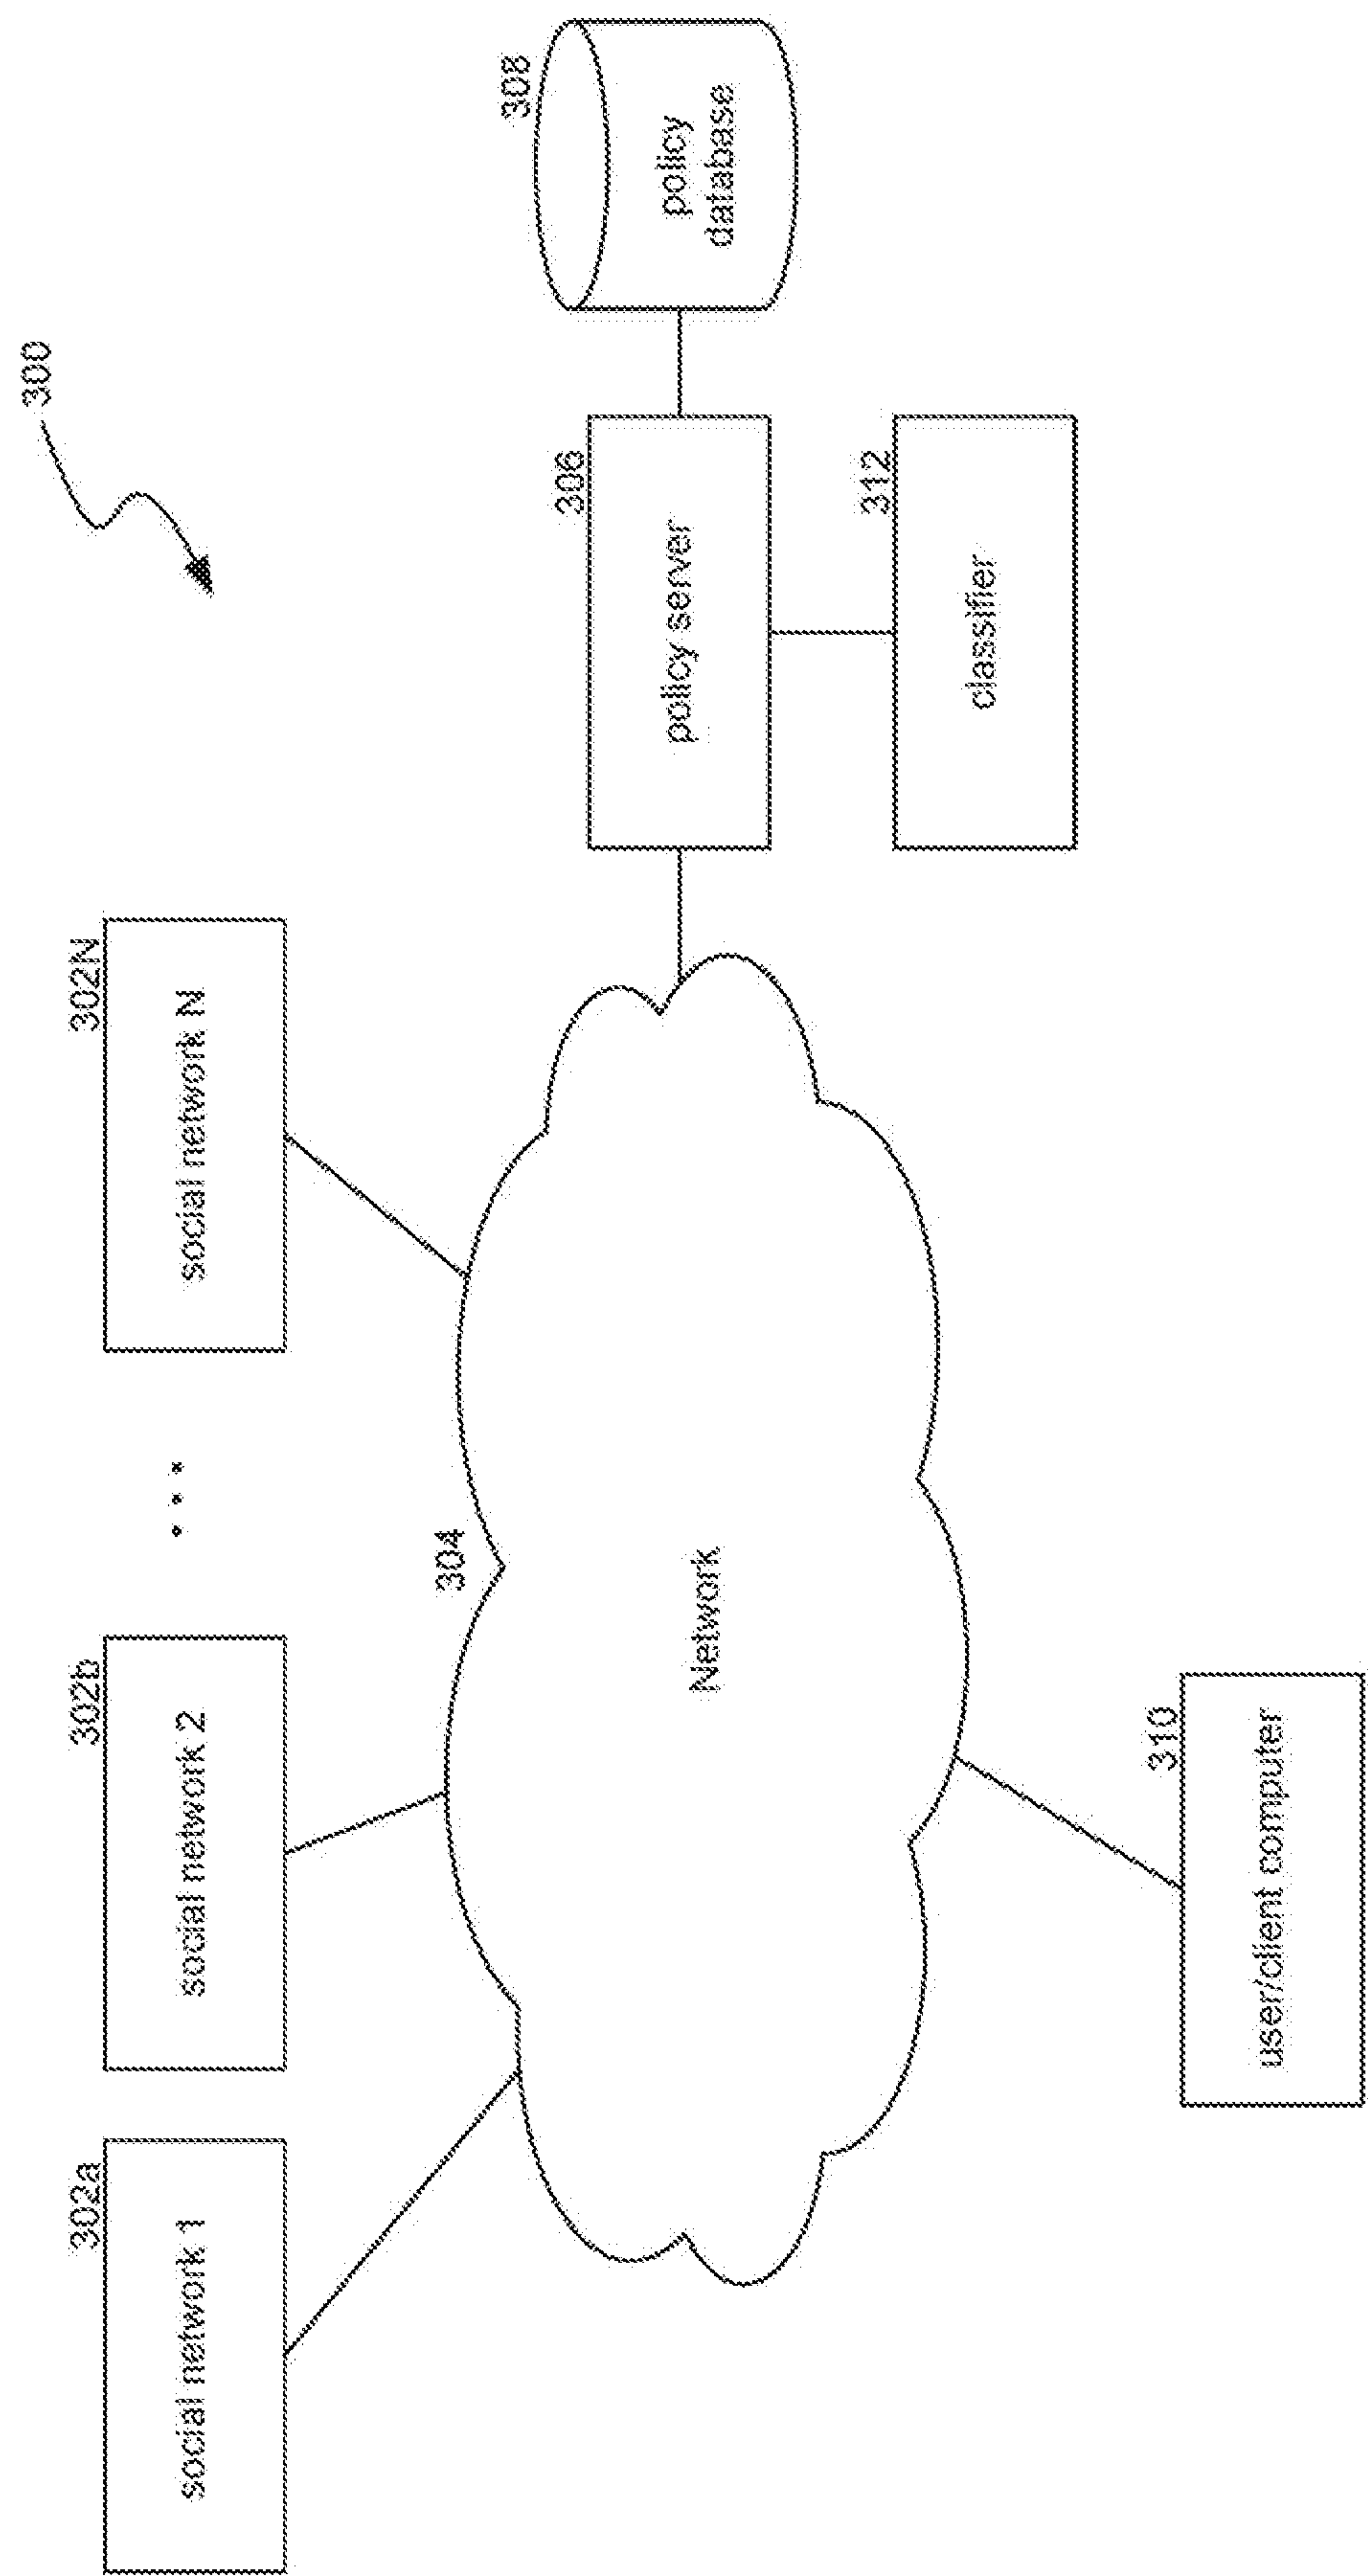 300
302a
social network 1
302b
social network 2
...
302N
social network N
304
Network
306
policy server
308
policy
database
310
user/client computer
312
classifier